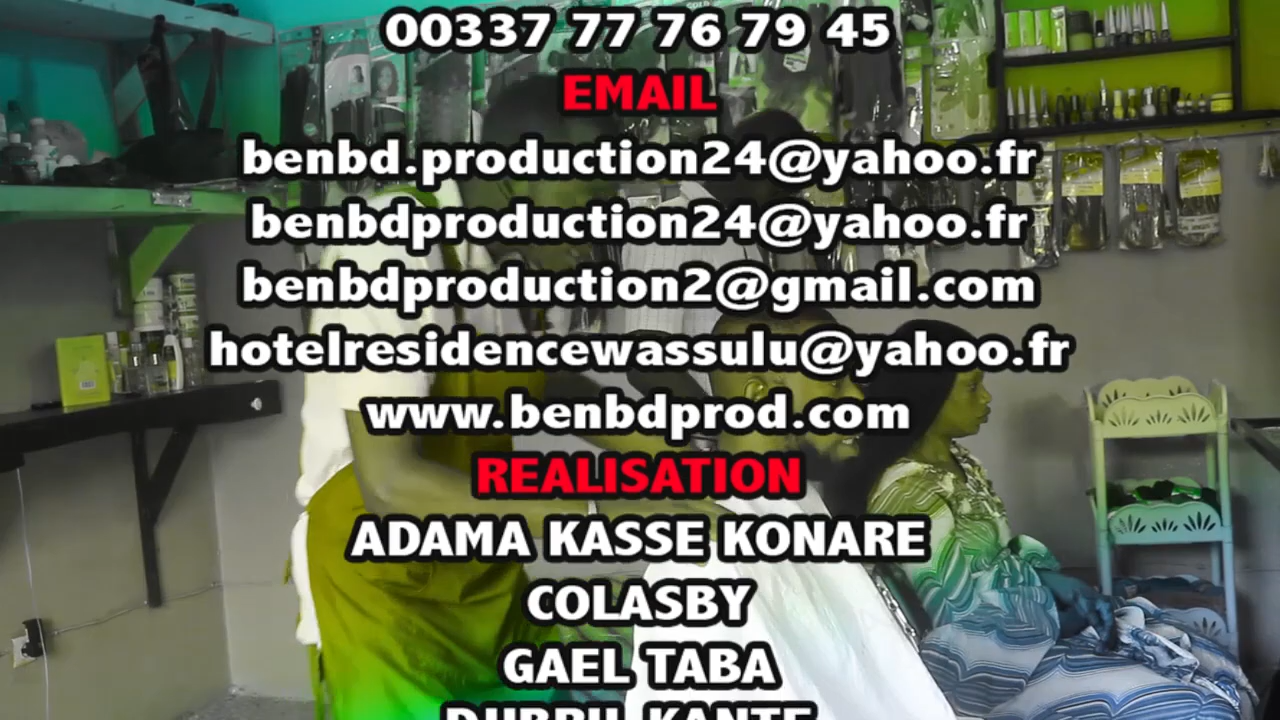 00337 77 76 79 45
EMAIL
benbd.production24@yahoo.fr
benbdproduction24@yahoo.fr
benbdproduction2@gmail.com
hotelresidencewassulu@yahoo.fr
www.benbdprod.com
REALISATION
ADAMA KASSE KONARE
COLASBY
GAEL TABA